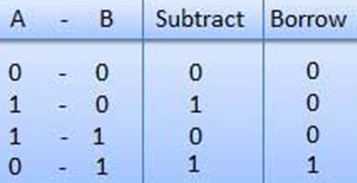 A - B Subtract Borrow
0 - 0 0 0
1 - 0 1 0
1 - 1 0 0
0 - 1 1 1